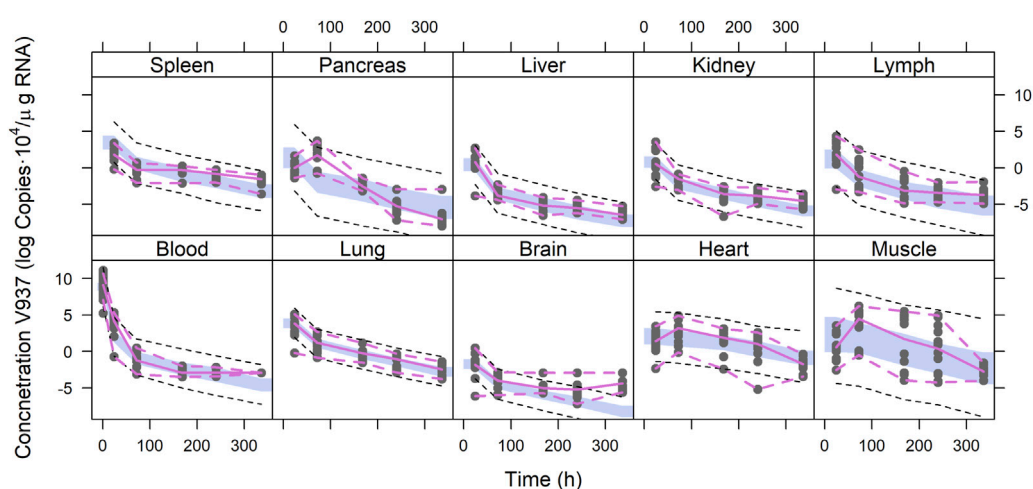 0 100 200 300 0 100 200 300
Spleen Pancreas Liver Kidney Lymph
10
5
0
-5
Blood Lung Brain Heart Muscle
10
5
0
-5
Conecntration V937 (log Copies·10⁴/μ g RNA)
0 100 200 300 0 100 200 300 0 100 200 300
Time (h)